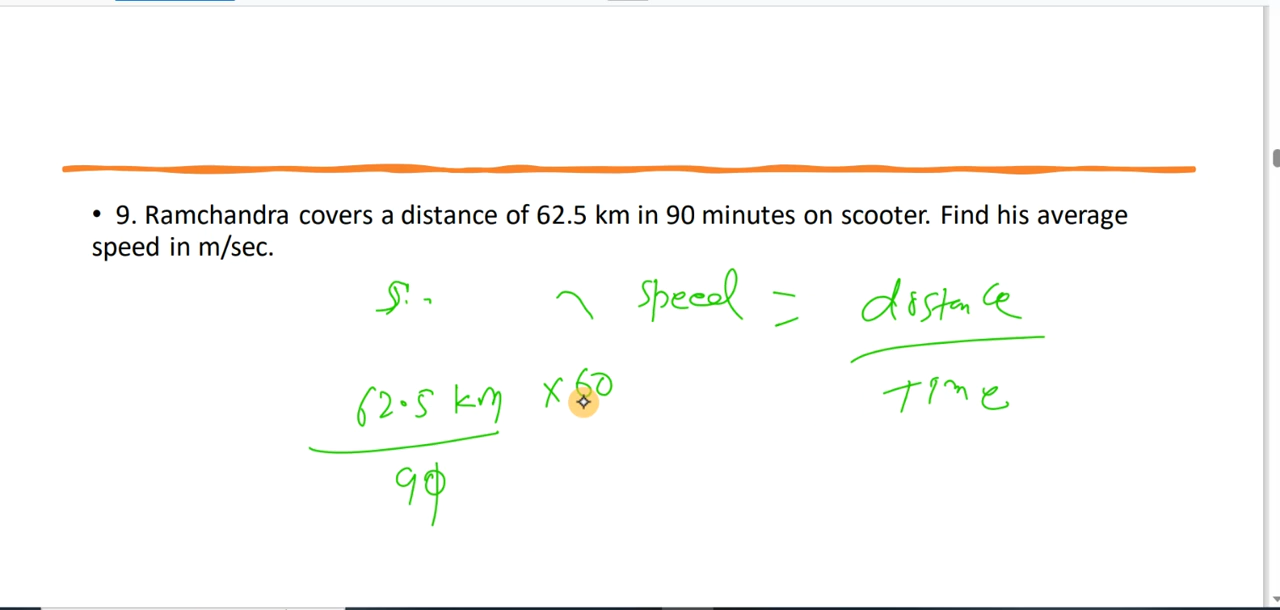 • 9. Ramchandra covers a distance of 62.5 km in 90 minutes on scooter. Find his average
speed in m/sec.
speed = distance
Time
62.5 km × 60
90